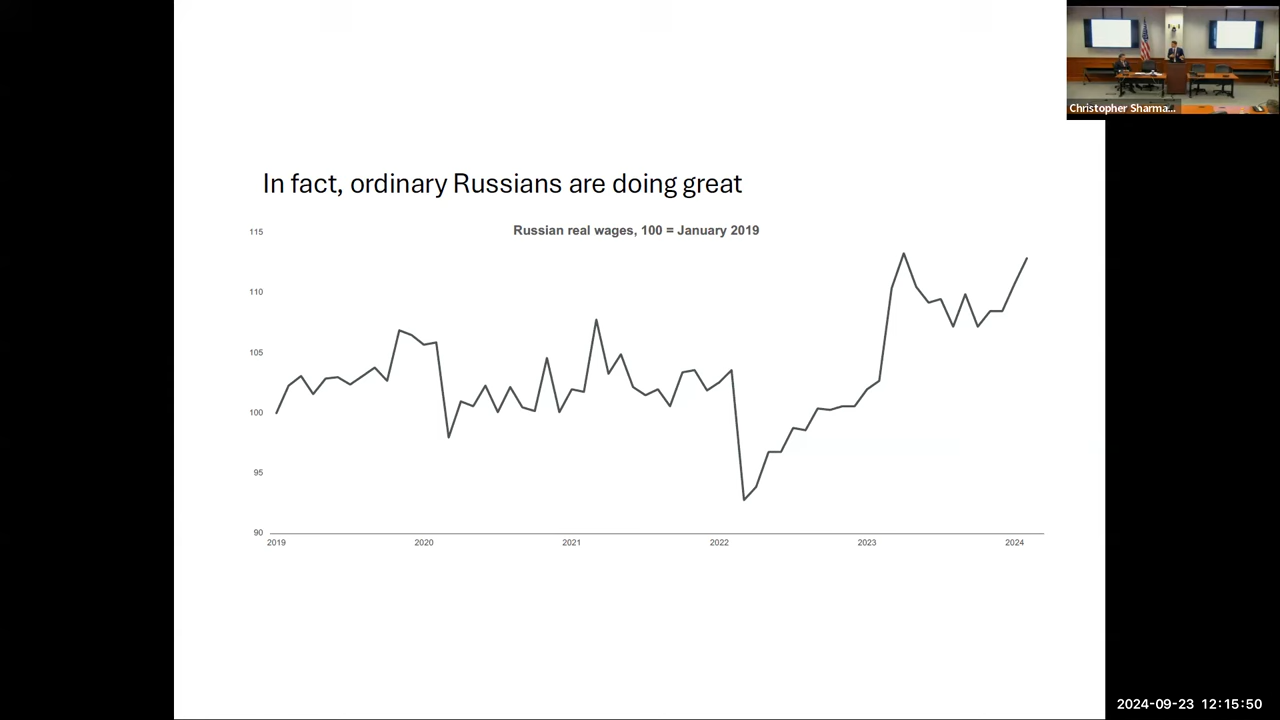 Christopher Sharma...
In fact, ordinary Russians are doing great
Russian real wages, 100 = January 2019
115
110
105
100
95
90
2019 2020 2021 2022 2023 2024
2024-09-23 12:15:50